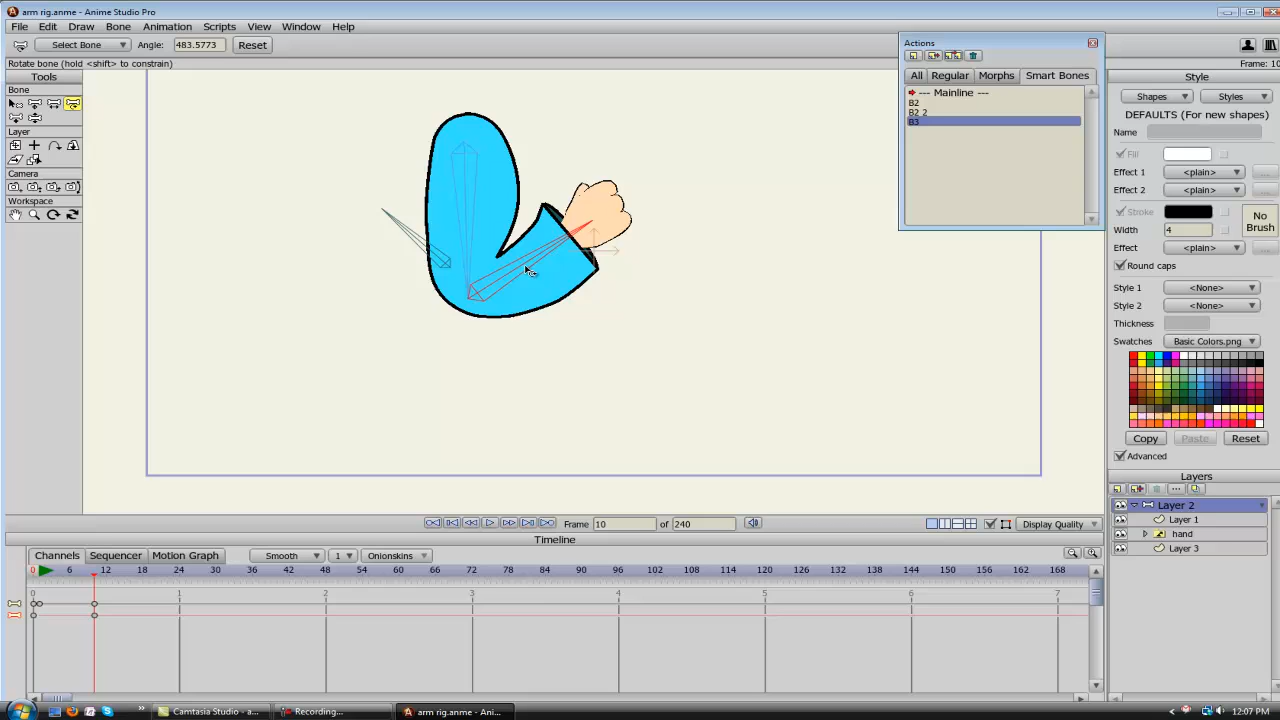 arm rig.anme - Anime Studio Pro
File Edit Draw Bone Animation Scripts View Window Help
Select Bone Angle: 483.5773 Reset
Rotate bone (hold <shift> to constrain) Frame: 10
Tools
Bone
Layer
Camera
Workspace
Actions
All Regular Morphs Smart Bones
--- Mainline ---
B2
B2 2
B3
Style
Shapes Styles
DEFAULTS (For new shapes)
Name
Fill
Effect 1 <plain> ...
Effect 2 <plain> ...
Stroke
Width 4
No Brush
Effect <plain> ...
Round caps
Style 1 <None>
Style 2 <None>
Thickness
Swatches Basic Colors.png
Copy Paste Reset
Advanced
Layers
Layer 2
Layer 1
hand
Layer 3
Frame 10 of 240 Display Quality
Timeline
Channels Sequencer Motion Graph Smooth 1 Onionskins
0 6 12 18 24 30 36 42 48 54 60 66 72 78 84 90 96 102 108 114 120 126 132 138 144 150 156 162 168
0 1 2 3 4 5 6 7
Camtasia Studio - a... Recording... arm rig.anme - Ani... 12:07 PM